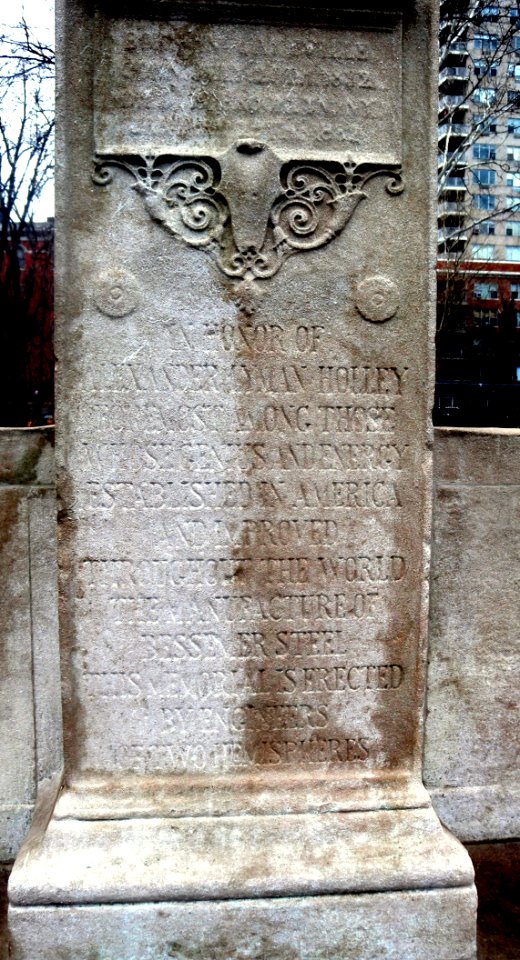 IN HONOR OF
ALEXANDER LYMAN HOLLEY
FOREMOST AMONG THOSE
WHOSE GENIUS AND ENERGY
ESTABLISHED IN AMERICA
AND IMPROVED
THROUGHOUT THE WORLD
THE MANUFACTURE OF
BESSEMER STEEL
THIS MEMORIAL IS ERECTED
BY ENGINEERS
OF TWO HEMISPHERES